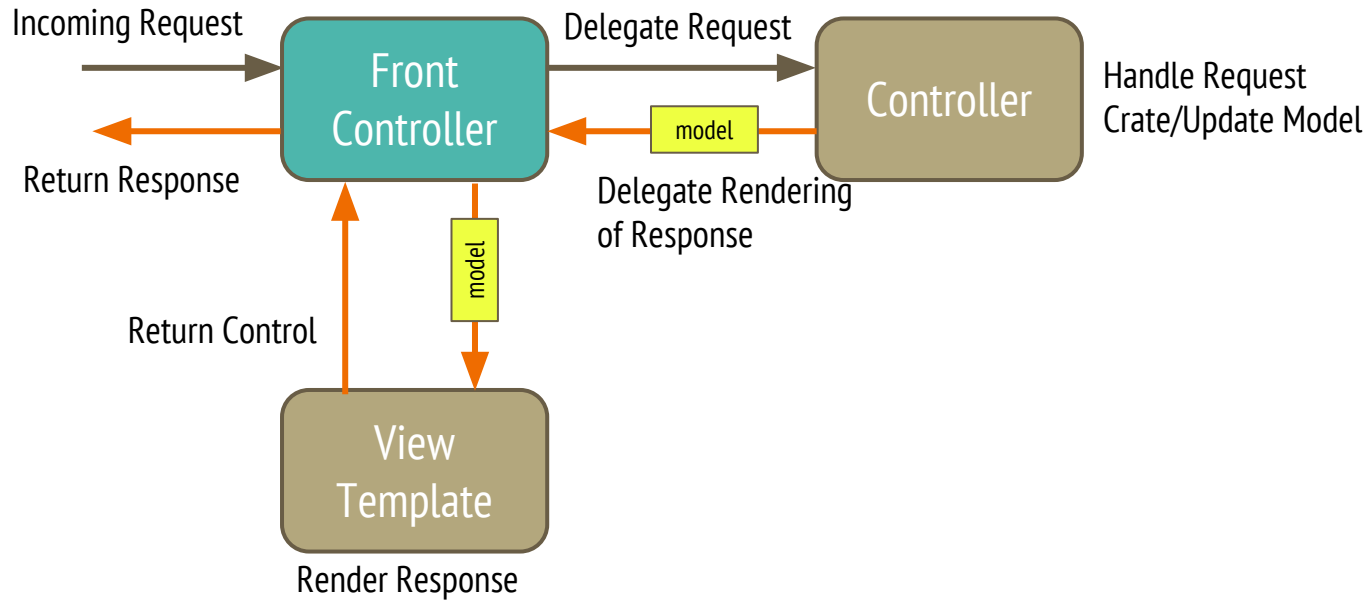 Incoming Request
Delegate Request
Front
Controller
Controller
Handle Request
Crate/Update Model
model
Return Response
Delegate Rendering
of Response
model
Return Control
View
Template
Render Response